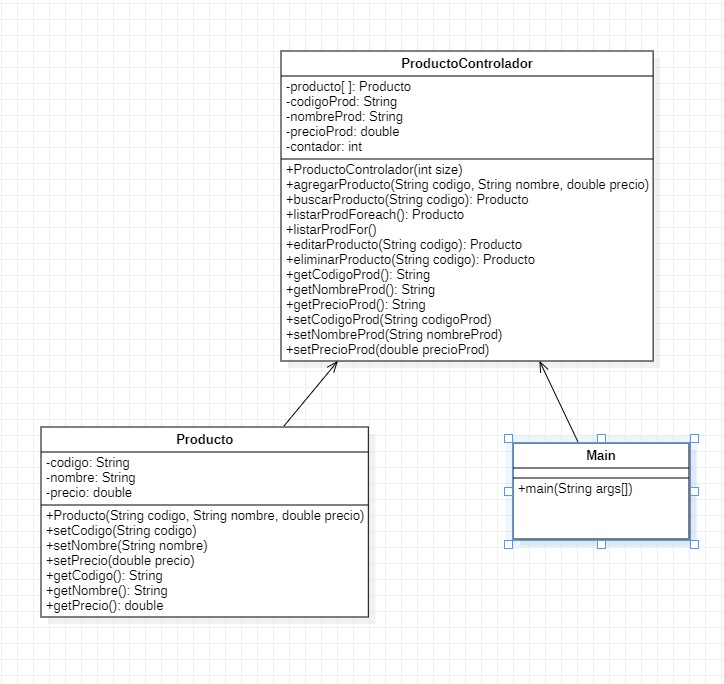 ProductoControlador
-producto[ ]: Producto
-codigoProd: String
-nombreProd: String
-precioProd: double
-contador: int
+ProductoControlador(int size)
+agregarProducto(String codigo, String nombre, double precio)
+buscarProducto(String codigo): Producto
+listarProdForeach(): Producto
+listarProdFor()
+editarProducto(String codigo): Producto
+eliminarProducto(String codigo): Producto
+getCodigoProd(): String
+getNombreProd(): String
+getPrecioProd(): String
+setCodigoProd(String codigoProd)
+setNombreProd(String nombreProd)
+setPrecioProd(double precioProd)
Producto
-codigo: String
-nombre: String
-precio: double
+Producto(String codigo, String nombre, double precio)
+setCodigo(String codigo)
+setNombre(String nombre)
+setPrecio(double precio)
+getCodigo(): String
+getNombre(): String
+getPrecio(): double
Main
+main(String args[])